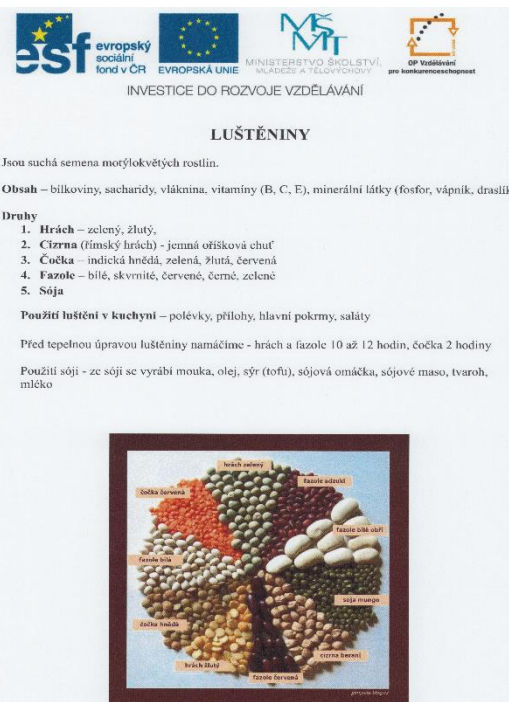 esf evropský
sociální
fond v ČR
EVROPSKÁ UNIE
MŠMT
MINISTERSTVO ŠKOLSTVÍ,
MLÁDEŽE A TĚLOVÝCHOVY
OP Vzdělávání
pro konkurenceschopnost
INVESTICE DO ROZVOJE VZDĚLÁVÁNÍ
LUŠTĚNINY
Jsou suchá semena motýlokvětých rostlin.
Obsah – bílkoviny, sacharidy, vláknina, vitamíny (B, C, E), minerální látky (fosfor, vápník, draslík
Druhy
1. Hrách – zelený, žlutý,
2. Cizrna (římský hrách) - jemná oříšková chuť
3. Čočka – indická hnědá, zelená, žlutá, červená
4. Fazole – bílé, skvrnité, červené, černé, zelené
5. Sója
Použití luštěni v kuchyni – polévky, přílohy, hlavní pokrmy, saláty
Před tepelnou úpravou luštěniny namáčíme - hrách a fazole 10 až 12 hodin, čočka 2 hodiny
Použití sóji - ze sóji se vyrábí mouka, olej, sýr (tofu), sójová omáčka, sójové maso, tvaroh,
mléko
hrách zelený
čočka červená
fazole adzuki
fazole bílé obří
fazole bílá
soja mungo
čočka hnědá
cizrna beraní
hrách žlutý
fazole červená